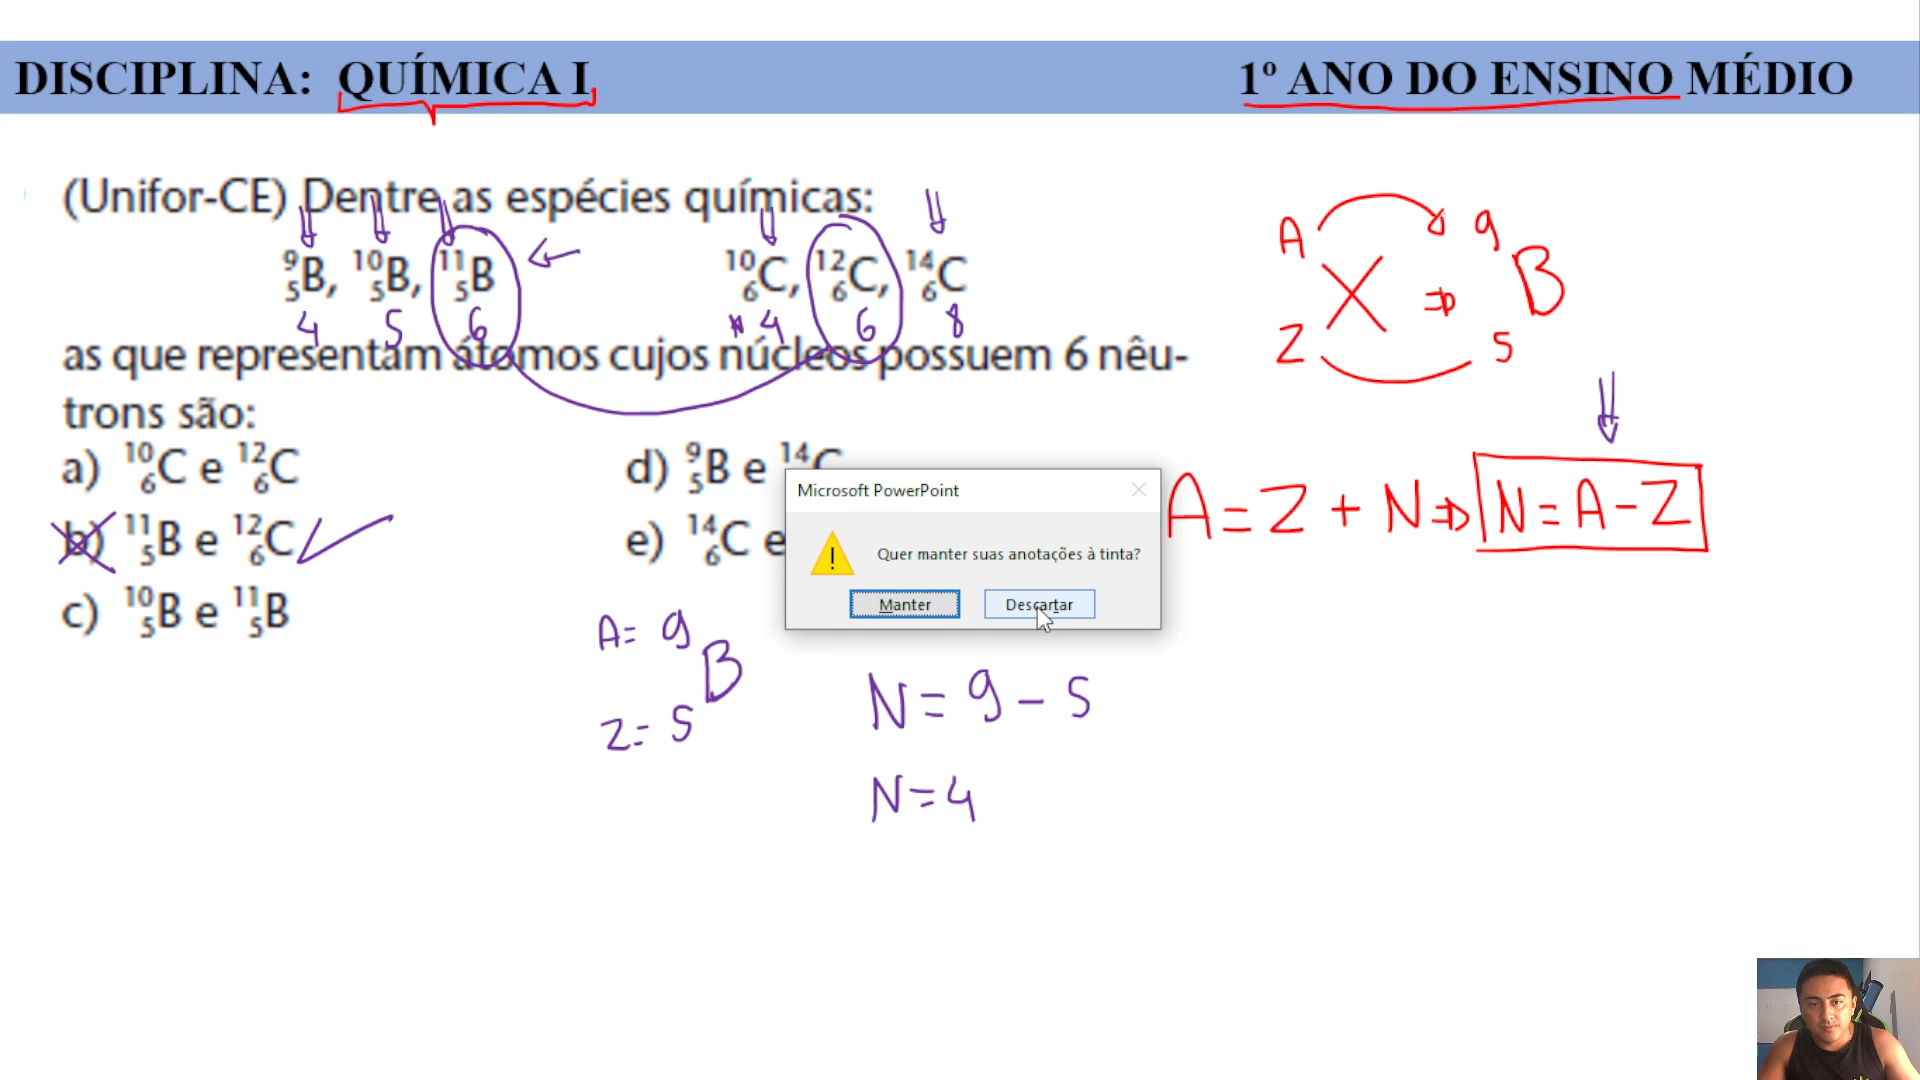 DISCIPLINA: QUÍMICA I 1º ANO DO ENSINO MÉDIO
(Unifor-CE) Dentre as espécies químicas:
⁹₅B, ¹⁰₅B, ¹¹₅B ¹⁰₆C, ¹²₆C, ¹⁴₆C
4 5 6 4 6 8
as que representam átomos cujos núcleos possuem 6 nêu-
trons são:
a) ¹⁰₆C e ¹²₆C
b) ¹¹₅B e ¹²₆C
c) ¹⁰₅B e ¹¹₅B
d) ⁹₅B e ¹⁴₆C
e) ¹⁴₆C e
A X Z ⇒ 9 B 5
A = Z + N ⇒ N = A - Z
Microsoft PowerPoint
Quer manter suas anotações à tinta?
Manter Descartar
A = 9 B
Z = 5
N = 9 - 5
N = 4